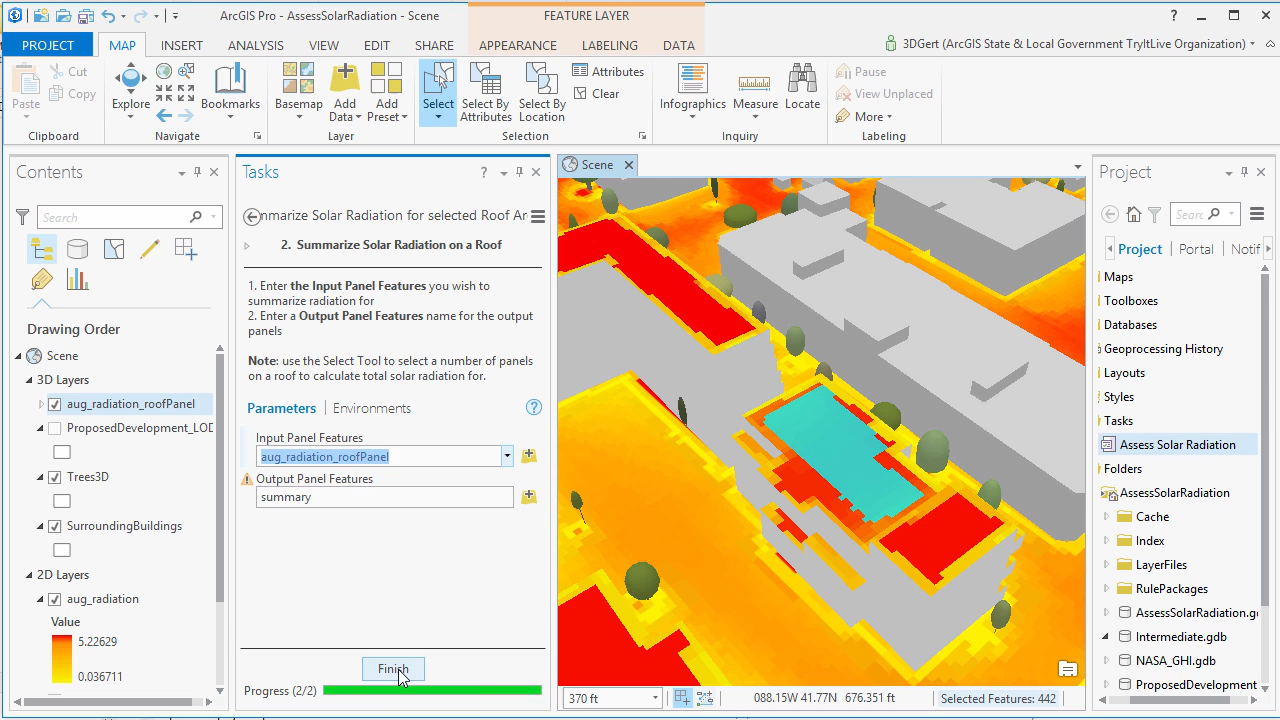 ArcGIS Pro - AssessSolarRadiation - Scene
FEATURE LAYER
PROJECT MAP INSERT ANALYSIS VIEW EDIT SHARE APPEARANCE LABELING DATA
3DGert (ArcGIS State & Local Government TryItLive Organization)
Paste
Cut
Copy
Clipboard
Explore
Bookmarks
Navigate
Basemap
Add Data
Add Preset
Layer
Select
Select By Attributes
Select By Location
Attributes
Clear
Selection
Infographics
Measure
Locate
Inquiry
Pause
View Unplaced
More
Labeling
Contents
Search
Drawing Order
Scene
3D Layers
aug_radiation_roofPanel
ProposedDevelopment_LOD
Trees3D
SurroundingBuildings
2D Layers
aug_radiation
Value
5.22629
0.036711
Tasks
mmarize Solar Radiation for selected Roof Ar
2. Summarize Solar Radiation on a Roof
1. Enter the Input Panel Features you wish to
summarize radiation for
2. Enter a Output Panel Features name for the output
panels
Note: use the Select Tool to select a number of panels
on a roof to calculate total solar radiation for.
Parameters Environments
Input Panel Features
aug_radiation_roofPanel
Output Panel Features
summary
Finish
Progress (2/2)
Scene
370 ft
088.15W 41.77N 676.351 ft
Selected Features: 442
Project
Searc
Project Portal Notif
Maps
Toolboxes
Databases
Geoprocessing History
Layouts
Styles
Tasks
Assess Solar Radiation
Folders
AssessSolarRadiation
Cache
Index
LayerFiles
RulePackages
AssessSolarRadiation.g
Intermediate.gdb
NASA_GHI.gdb
ProposedDevelopment